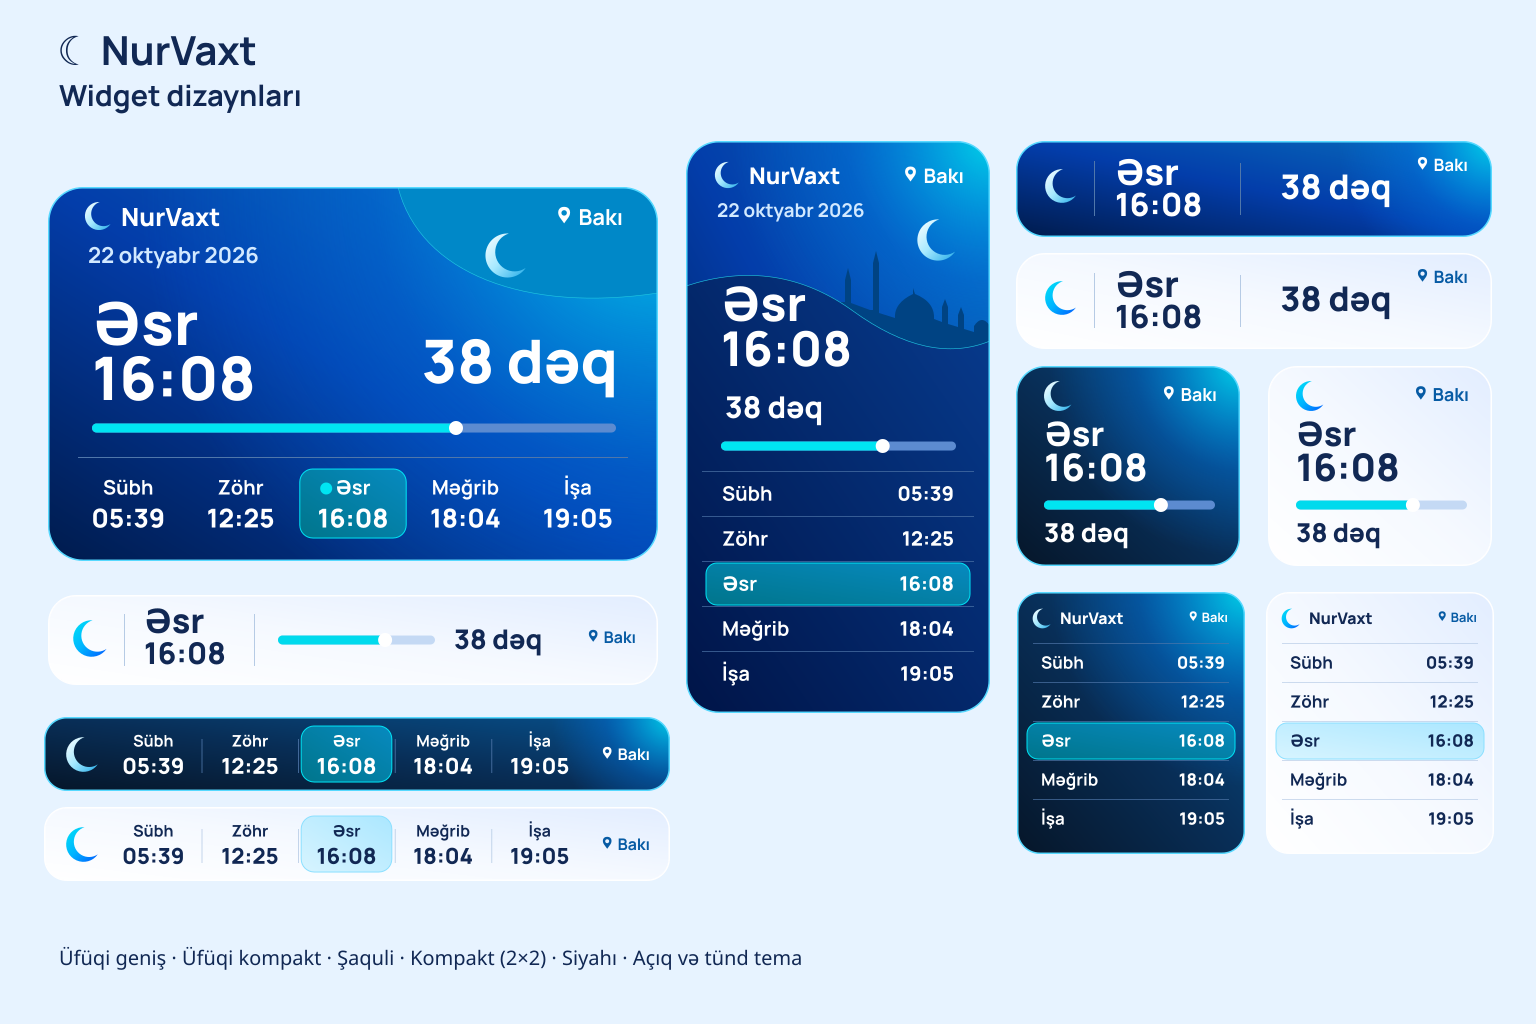 NurVaxt
Widget dizaynları
NurVaxt
Bakı
22 oktyabr 2026
Əsr
16:08
38 dəq
Sübh
Zöhr
Əsr
Məğrib
İşa
05:39
12:25
16:08
18:04
19:05
Əsr
16:08
38 dəq
Bakı
Sübh
Zöhr
Əsr
Məğrib
İşa
05:39
12:25
16:08
18:04
19:05
Bakı
Sübh
Zöhr
Əsr
Məğrib
İşa
05:39
12:25
16:08
18:04
19:05
Bakı
NurVaxt
Bakı
22 oktyabr 2026
Əsr
16:08
38 dəq
Sübh 05:39
Zöhr 12:25
Əsr 16:08
Məğrib 18:04
İşa 19:05
Əsr
16:08
38 dəq
Bakı
Əsr
16:08
38 dəq
Bakı
Bakı
Əsr
16:08
38 dəq
Bakı
Əsr
16:08
38 dəq
NurVaxt
Bakı
Sübh 05:39
Zöhr 12:25
Əsr 16:08
Məğrib 18:04
İşa 19:05
NurVaxt
Bakı
Sübh 05:39
Zöhr 12:25
Əsr 16:08
Məğrib 18:04
İşa 19:05
Üfüqi geniş · Üfüqi kompakt · Şaquli · Kompakt (2×2) · Siyahı · Açıq və tünd tema